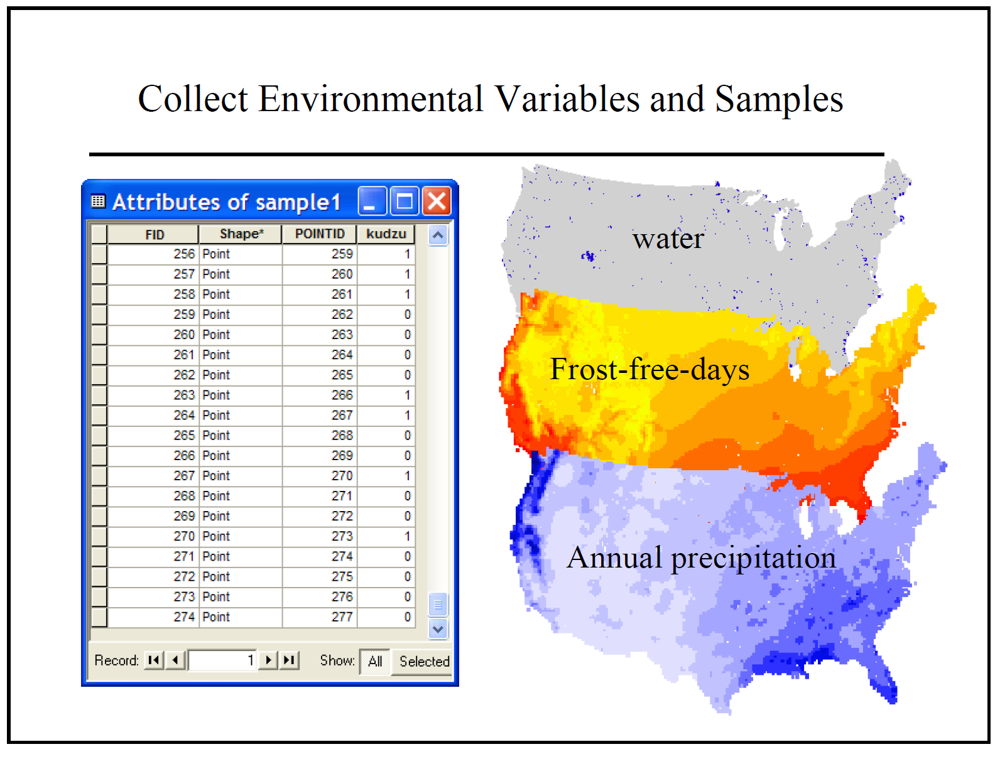 Collect Environmental Variables and Samples
Attributes of sample1
FID Shape* POINTID kudzu
256 Point 259 1
257 Point 260 1
258 Point 261 1
259 Point 262 0
260 Point 263 0
261 Point 264 0
262 Point 265 0
263 Point 266 1
264 Point 267 1
265 Point 268 0
266 Point 269 0
267 Point 270 1
268 Point 271 0
269 Point 272 0
270 Point 273 1
271 Point 274 0
272 Point 275 0
273 Point 276 0
274 Point 277 0
Record: 1 Show: All Selected
water
Frost-free-days
Annual precipitation